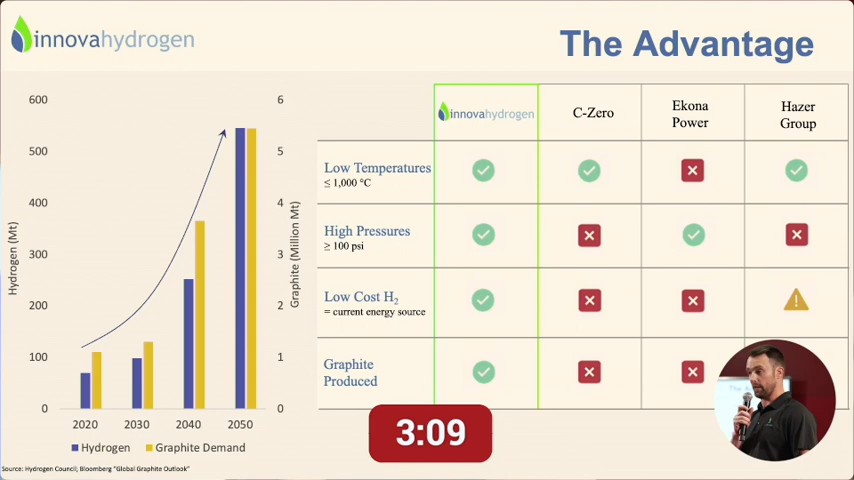 innovahydrogen
The Advantage
600
500
400
300
200
100
0
Hydrogen (Mt)
6
5
4
3
2
1
0
Graphite (Million Mt)
2020
2030
2040
2050
Hydrogen
Graphite Demand
Source: Hydrogen Council; Bloomberg "Global Graphite Outlook"
innovahydrogen
C-Zero
Ekona
Power
Hazer
Group
Low Temperatures
≤ 1,000 °C
High Pressures
≥ 100 psi
Low Cost H₂
= current energy source
Graphite
Produced
3:09